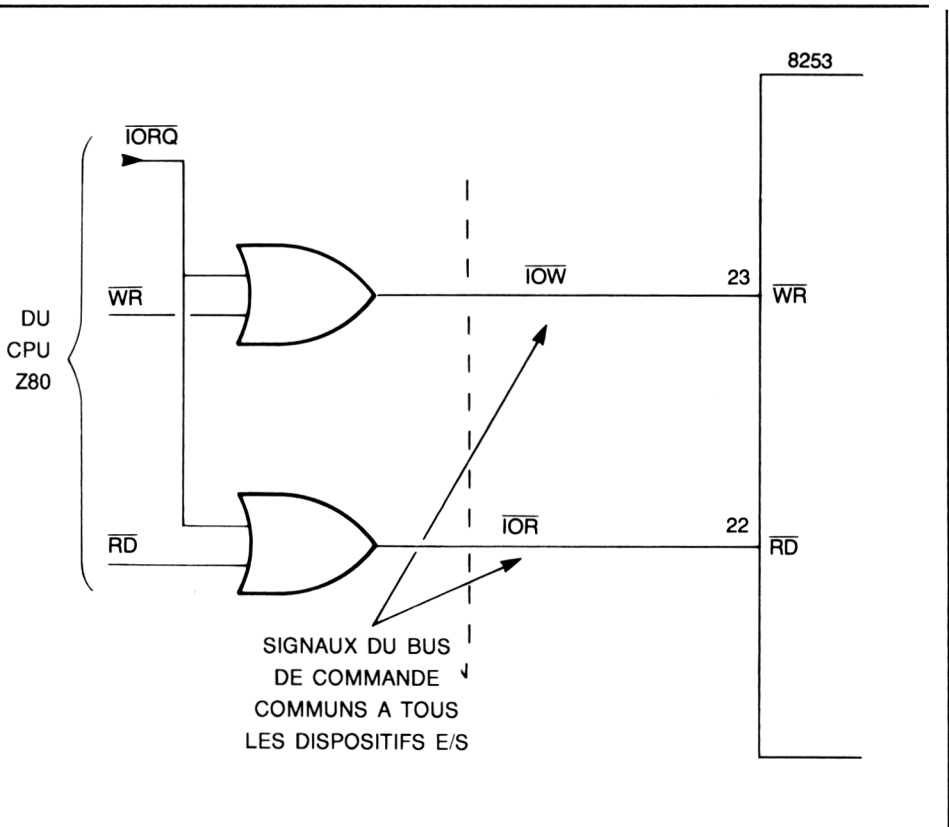 8253
IORQ
WR
DU
CPU
Z80
IOW
23
WR
RD
IOR
22
RD
SIGNAUX DU BUS
DE COMMANDE
COMMUNS A TOUS
LES DISPOSITIFS E/S